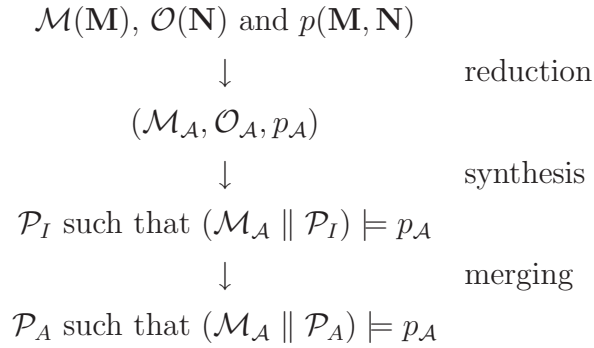 𝓜(𝐌), 𝒪(𝐍) and p(𝐌, 𝐍)
↓ reduction
(𝓜_𝒜, 𝒪_𝒜, p_𝒜)
↓ synthesis
𝒫_I such that (𝓜_𝒜 ∥ 𝒫_I) ⊨ p_𝒜
↓ merging
𝒫_A such that (𝓜_𝒜 ∥ 𝒫_A) ⊨ p_𝒜